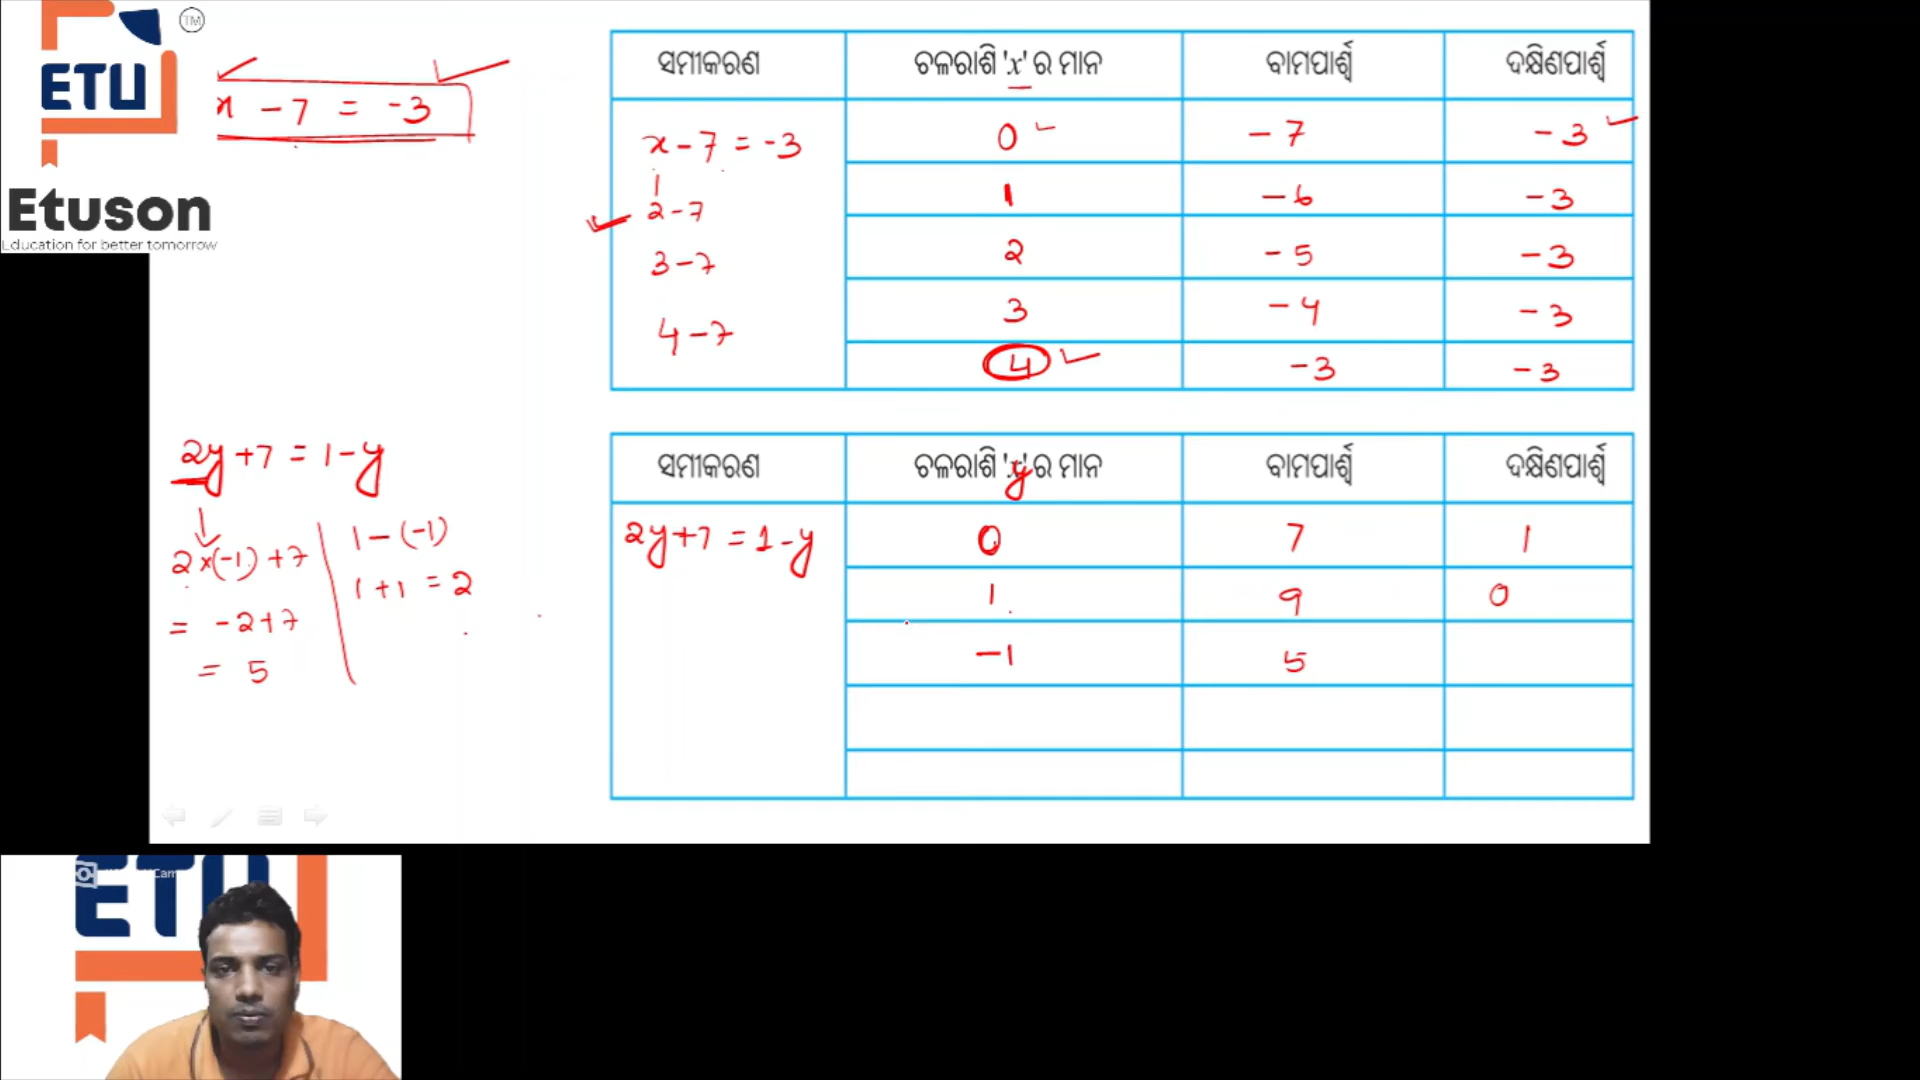 ETU
TM
Etuson
Education for better tomorrow
x - 7 = -3
ସମୀକରଣ ଚଳରାଶି 'x' ର ମାନ ବାମପାର୍ଶ୍ଵ ଦକ୍ଷିଣପାର୍ଶ୍ଵ
x - 7 = -3 0 -7 -3
1
2 - 7 1 -6 -3
3 - 7 2 -5 -3
4 - 7 3 -4 -3
4 -3 -3
2y + 7 = 1 - y
2 × (-1) + 7
= -2 + 7
= 5
1 - (-1)
1 + 1 = 2
ସମୀକରଣ ଚଳରାଶି 'y' ର ମାନ ବାମପାର୍ଶ୍ଵ ଦକ୍ଷିଣପାର୍ଶ୍ଵ
2y + 7 = 1 - y 0 7 1
1 9 0
-1 5
ETU